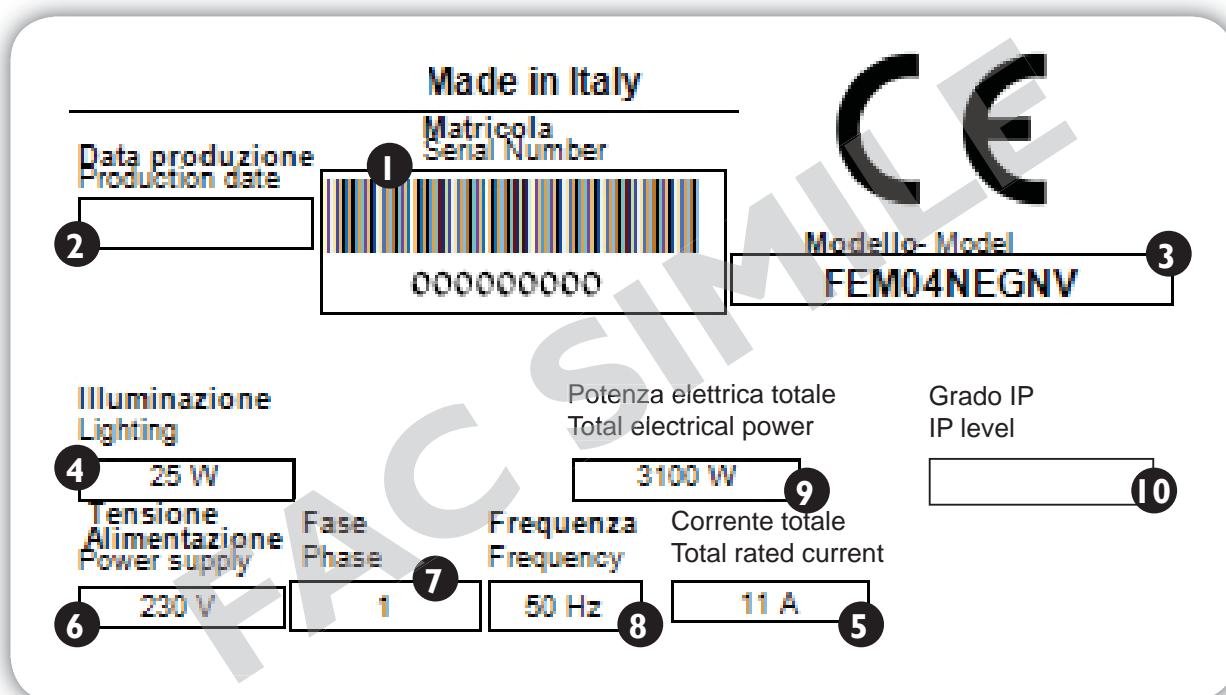 Made in Italy
CE
Matricola
Serial Number
Data produzione
Production date
1
2
000000000
Modello- Model
3
FEM04NEGNV
Illuminazione
Lighting
Potenza elettrica totale
Total electrical power
Grado IP
IP level
4
25 W
3100 W
9
10
Tensione
Alimentazione
Power supply
Fase
Phase
Frequenza
Frequency
Corrente totale
Total rated current
6
230 V
7
1
50 Hz
8
11 A
5
FAC SIMILE